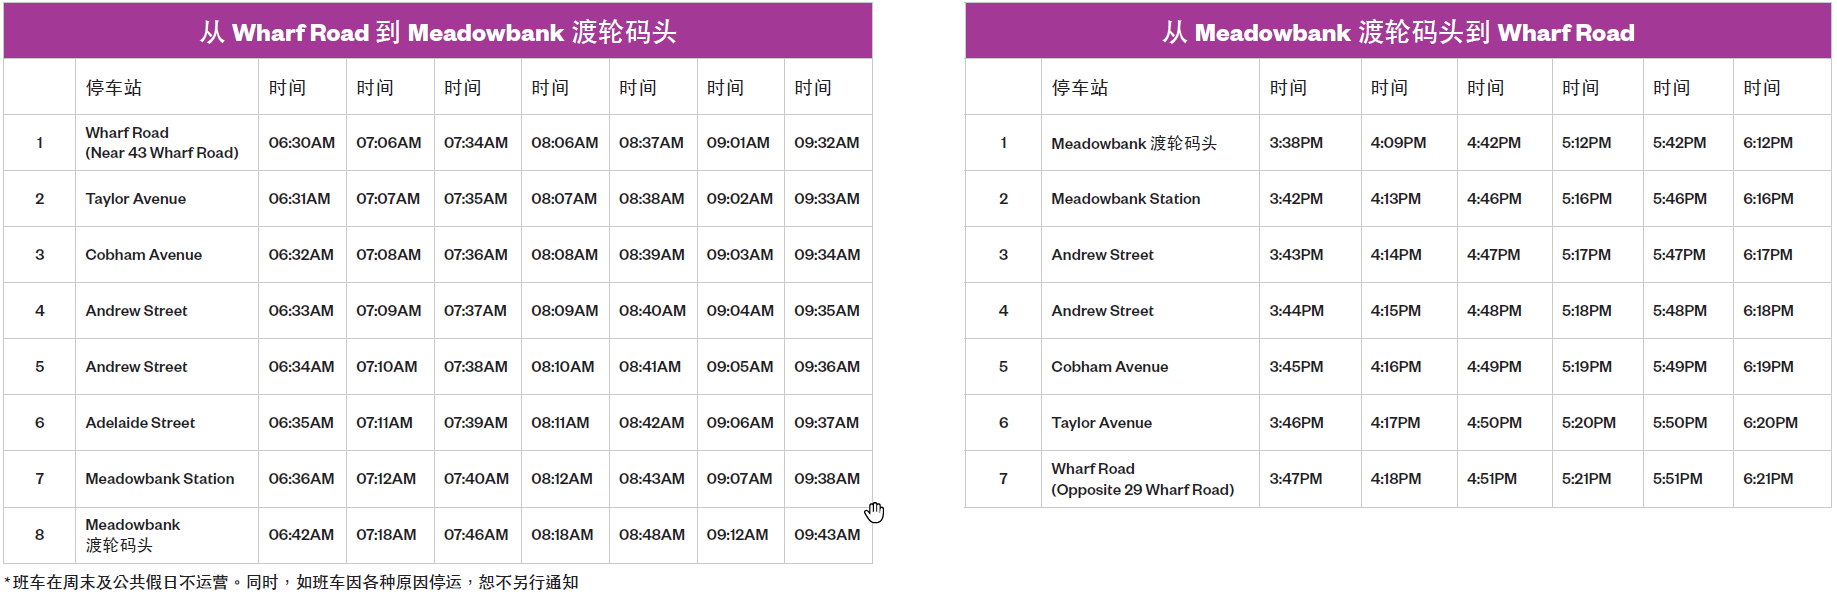 从 Wharf Road 到 Meadowbank 渡轮码头
停车站 时间 时间 时间 时间 时间 时间 时间
1 Wharf Road
(Near 43 Wharf Road) 06:30AM 07:06AM 07:34AM 08:06AM 08:37AM 09:01AM 09:32AM
2 Taylor Avenue 06:31AM 07:07AM 07:35AM 08:07AM 08:38AM 09:02AM 09:33AM
3 Cobham Avenue 06:32AM 07:08AM 07:36AM 08:08AM 08:39AM 09:03AM 09:34AM
4 Andrew Street 06:33AM 07:09AM 07:37AM 08:09AM 08:40AM 09:04AM 09:35AM
5 Andrew Street 06:34AM 07:10AM 07:38AM 08:10AM 08:41AM 09:05AM 09:36AM
6 Adelaide Street 06:35AM 07:11AM 07:39AM 08:11AM 08:42AM 09:06AM 09:37AM
7 Meadowbank Station 06:36AM 07:12AM 07:40AM 08:12AM 08:43AM 09:07AM 09:38AM
8 Meadowbank
渡轮码头 06:42AM 07:18AM 07:46AM 08:18AM 08:48AM 09:12AM 09:43AM
*班车在周末及公共假日不运营。同时，如班车因各种原因停运，恕不另行通知
从 Meadowbank 渡轮码头到 Wharf Road
停车站 时间 时间 时间 时间 时间 时间
1 Meadowbank 渡轮码头 3:38PM 4:09PM 4:42PM 5:12PM 5:42PM 6:12PM
2 Meadowbank Station 3:42PM 4:13PM 4:46PM 5:16PM 5:46PM 6:16PM
3 Andrew Street 3:43PM 4:14PM 4:47PM 5:17PM 5:47PM 6:17PM
4 Andrew Street 3:44PM 4:15PM 4:48PM 5:18PM 5:48PM 6:18PM
5 Cobham Avenue 3:45PM 4:16PM 4:49PM 5:19PM 5:49PM 6:19PM
6 Taylor Avenue 3:46PM 4:17PM 4:50PM 5:20PM 5:50PM 6:20PM
7 Wharf Road
(Opposite 29 Wharf Road) 3:47PM 4:18PM 4:51PM 5:21PM 5:51PM 6:21PM